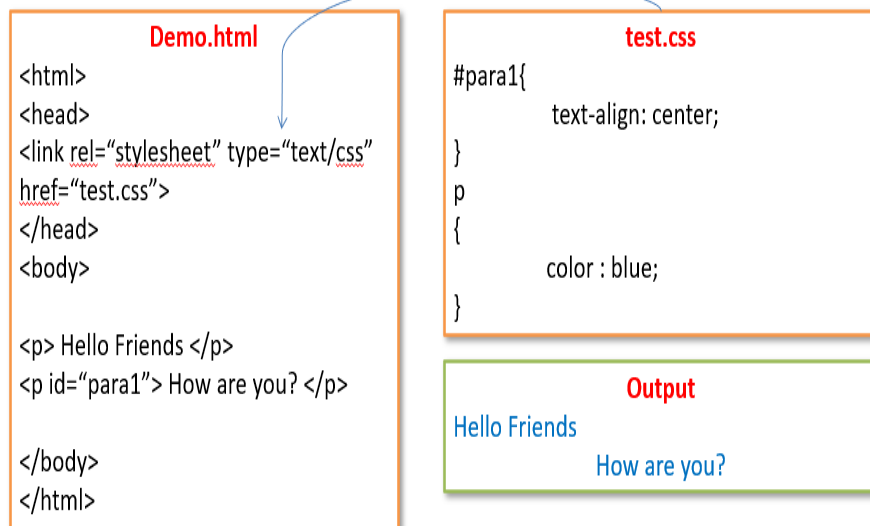 Demo.html
<html>
<head>
<link rel=“stylesheet” type=“text/css”
href=“test.css”>
</head>
<body>
<p> Hello Friends </p>
<p id=“para1”> How are you? </p>
</body>
</html>
test.css
#para1{
text-align: center;
}
p
{
color : blue;
}
Output
Hello Friends
How are you?